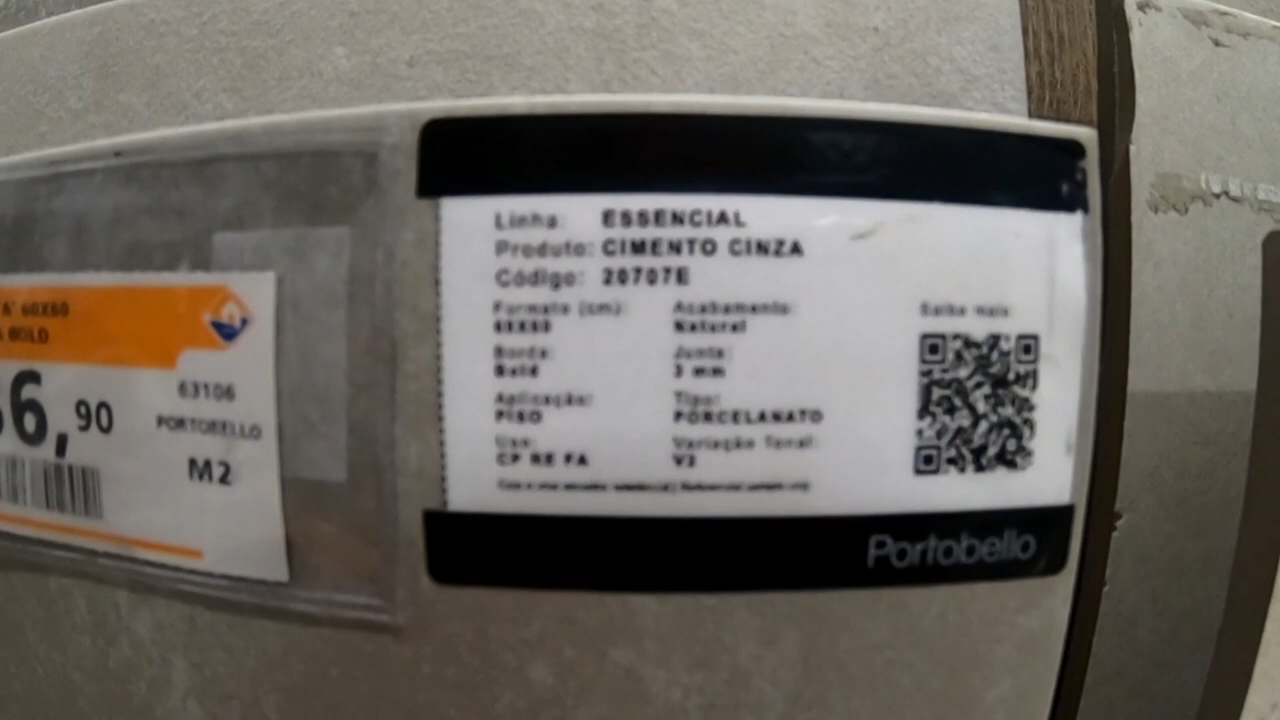 A' 60X60
BOLD
6,90
63106
PORTOBELLO
M2
Linha: ESSENCIAL
Produto: CIMENTO CINZA
Código: 20707E
Formato (cm):
60X60
Acabamento:
Natural
Saiba mais
Borda:
Bold
Junta:
3 mm
Aplicação:
PISO
Tipo:
PORCELANATO
Uso:
CP RE FA
Variação Tonal:
V2
Portobello